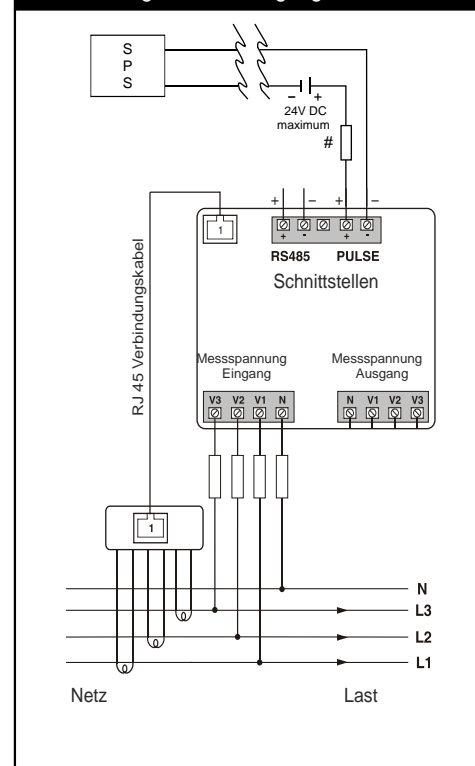 S
P
S
– +
24V DC
maximum
#
+ – + –
1
+ - + -
RS485 PULSE
Schnittstellen
RJ 45 Verbindungskabel
Messspannung
Eingang
Messspannung
Ausgang
V3 V2 V1 N
N V1 V2 V3
1
N
L3
L2
L1
Netz Last